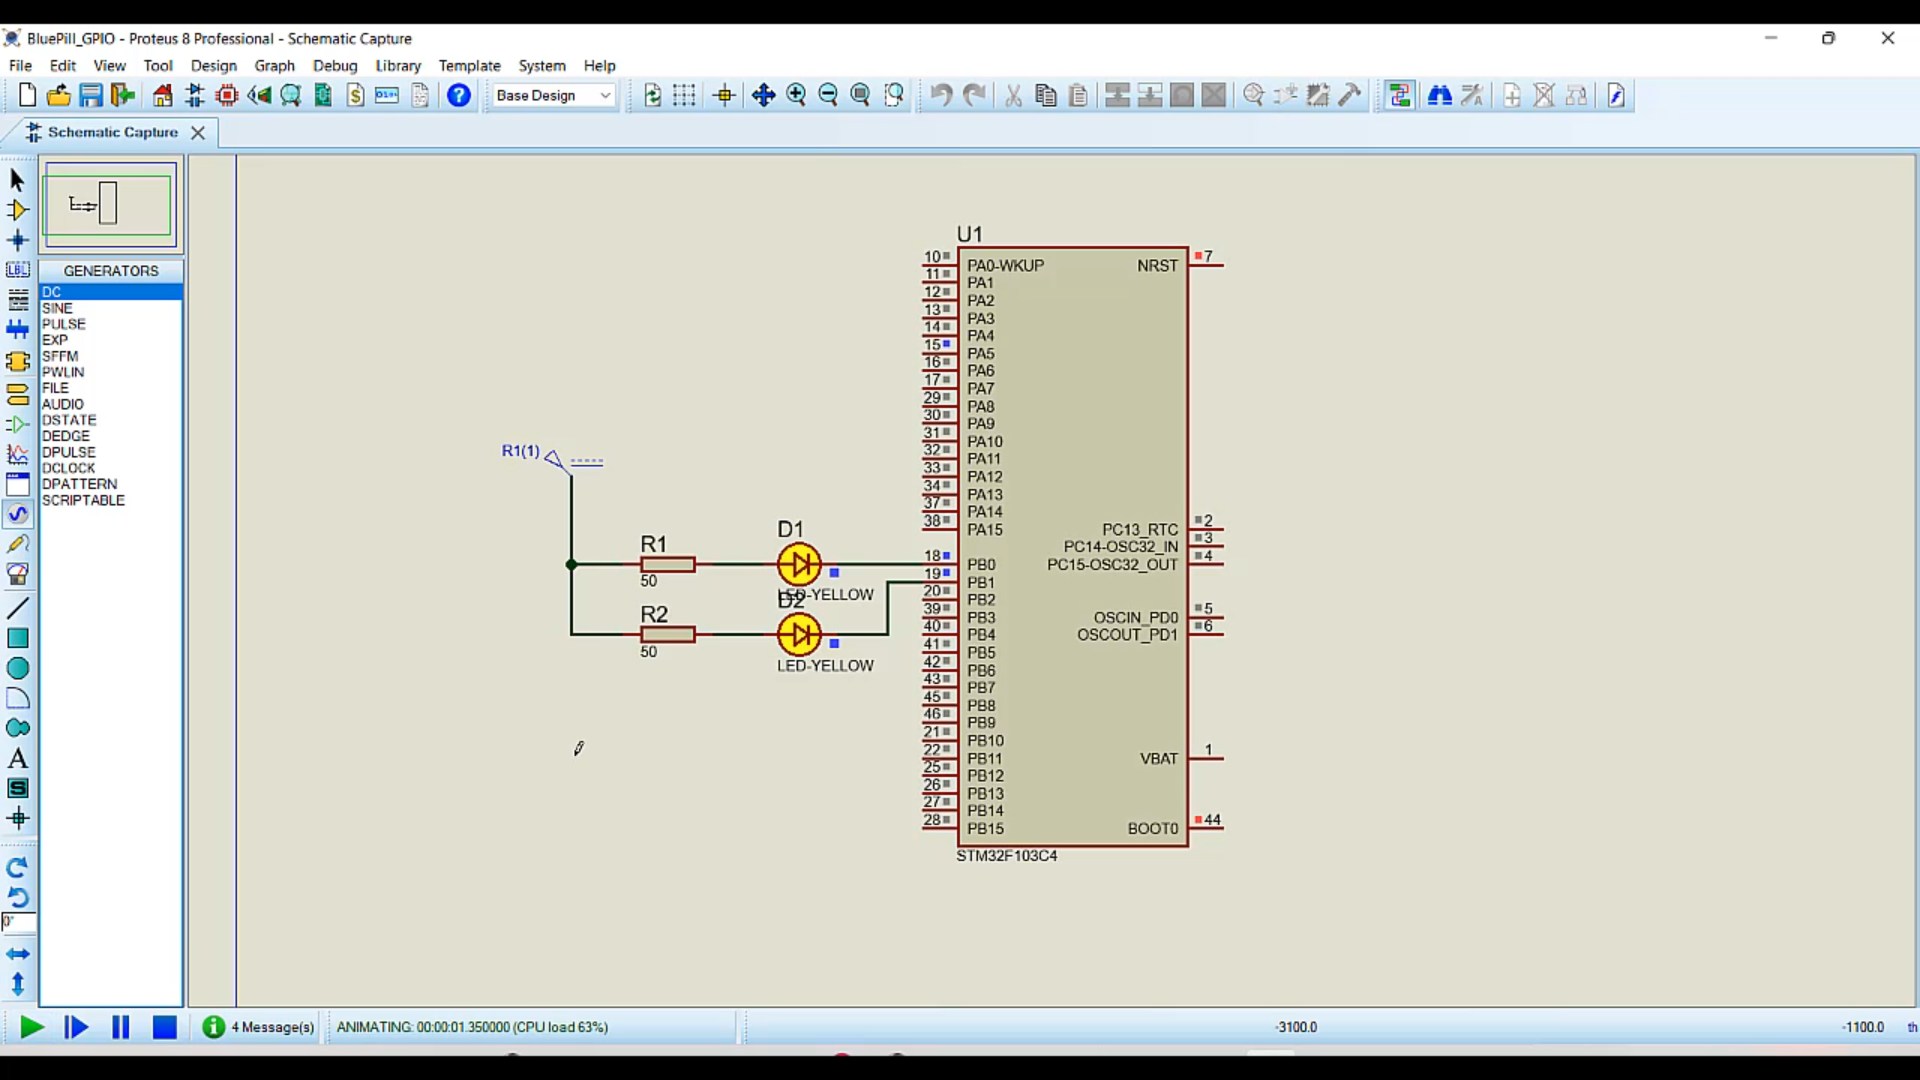 BluePill_GPIO - Proteus 8 Professional - Schematic Capture
File Edit View Tool Design Graph Debug Library Template System Help
Base Design
Schematic Capture
LBL
GENERATORS
DC
SINE
PULSE
EXP
SFFM
PWLIN
FILE
AUDIO
DSTATE
DEDGE
DPULSE
DCLOCK
DPATTERN
SCRIPTABLE
A
S
0°
U1
10 PA0-WKUP NRST 7
11 PA1
12 PA2
13 PA3
14 PA4
15 PA5
16 PA6
17 PA7
29 PA8
30 PA9
31 PA10
32 PA11
33 PA12
34 PA13
37 PA14
38 PA15 PC13_RTC 2
PC14-OSC32_IN 3
18 PB0 PC15-OSC32_OUT 4
19 PB1
20 PB2
39 PB3 OSCIN_PD0 5
40 PB4 OSCOUT_PD1 6
41 PB5
42 PB6
43 PB7
45 PB8
46 PB9
21 PB10
22 PB11 VBAT 1
25 PB12
26 PB13
27 PB14
28 PB15 BOOT0 44
STM32F103C4
R1(1)
R1
50
D1
LED-YELLOW
R2
50
D2
LED-YELLOW
4 Message(s)
ANIMATING: 00:00:01.350000 (CPU load 63%)
-3100.0
-1100.0
th